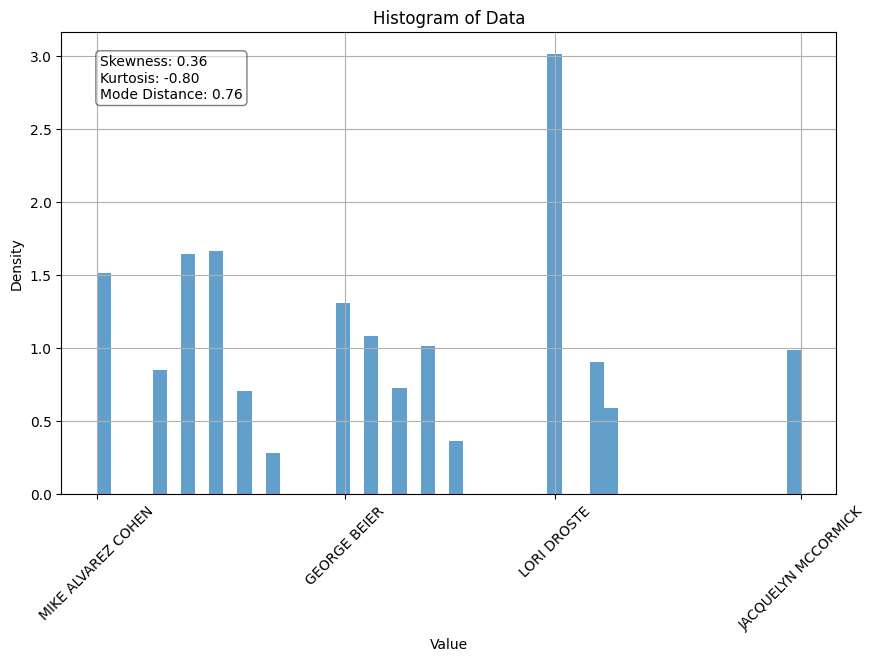 Histogram of Data
Skewness: 0.36
Kurtosis: -0.80
Mode Distance: 0.76
Density
3.0
2.5
2.0
1.5
1.0
0.5
0.0
MIKE ALVAREZ COHEN
GEORGE BEIER
LORI DROSTE
JACQUELYN MCCORMICK
Value